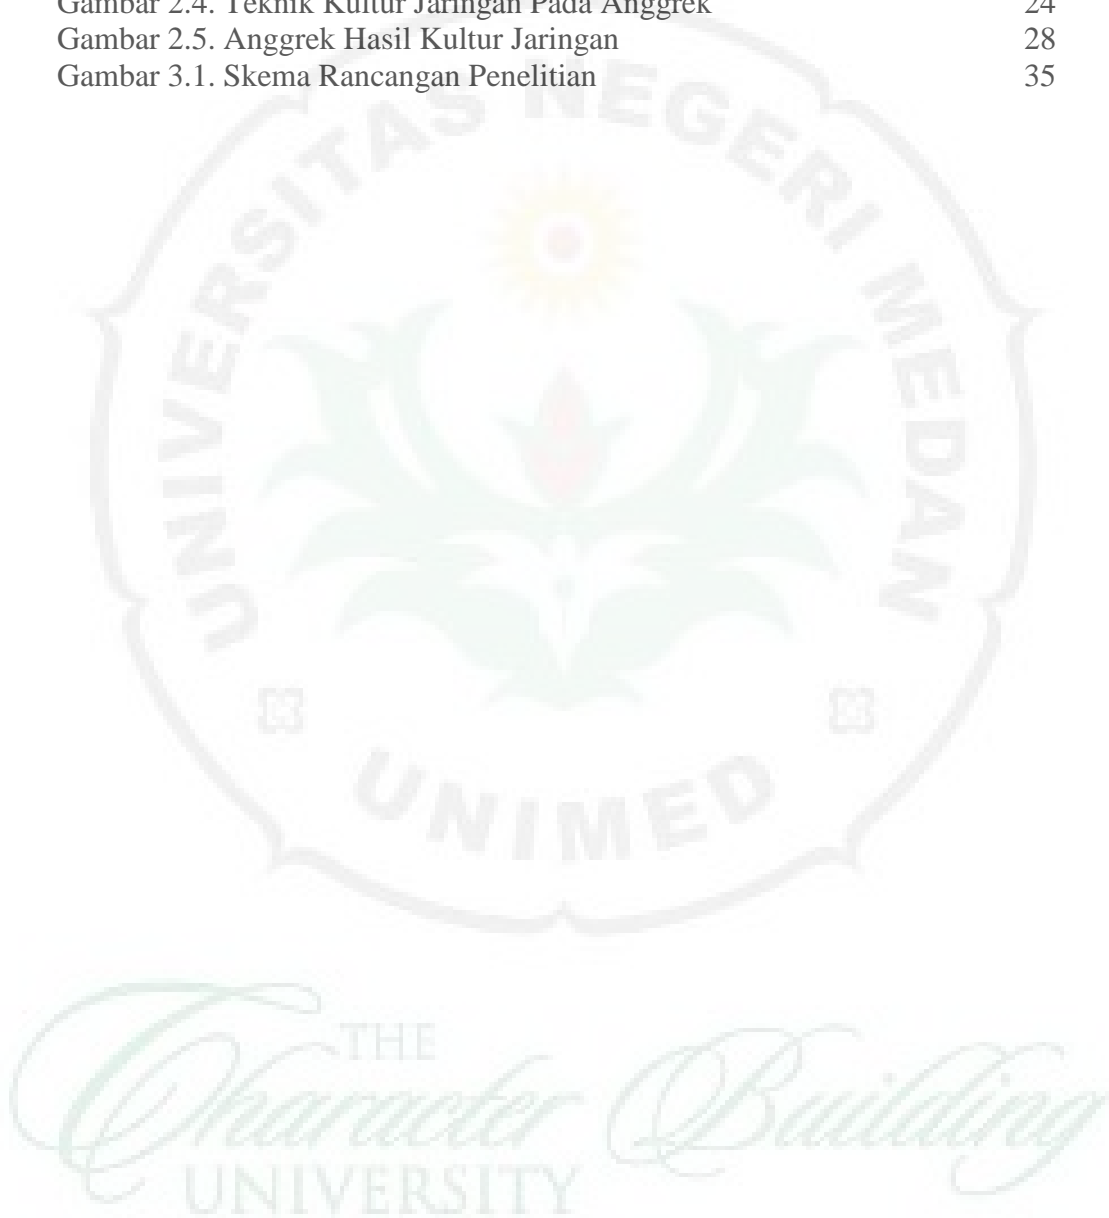 Gambar 2.4. Teknik Kultur Jaringan Pada Anggrek 24
Gambar 2.5. Anggrek Hasil Kultur Jaringan 28
Gambar 3.1. Skema Rancangan Penelitian 35
UNIVERSITAS NEGERI MEDAN
UNIMED
THE
Character Building
UNIVERSITY